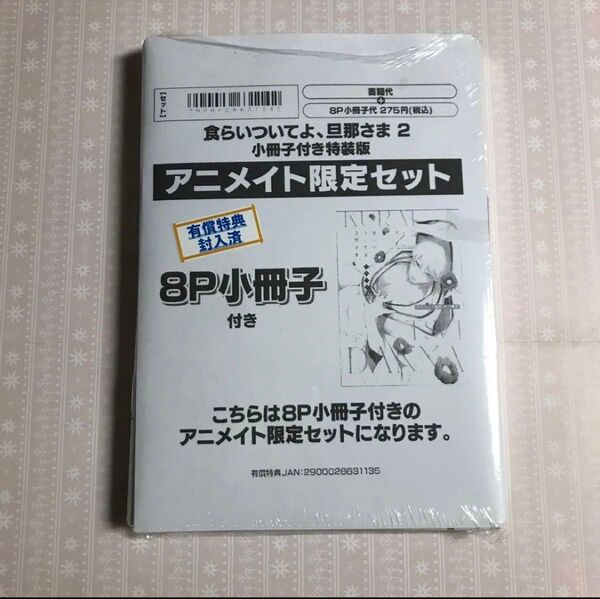 【セット】
書籍代
+
8P小冊子代 275円(税込)
食らいついてよ、旦那さま 2
小冊子付き特装版
アニメイト限定セット
有償特典
封入済
8P小冊子
付き
DANNA
こちらは8P小冊子付きの
アニメイト限定セットになります。
有償特典JAN:2900026631135